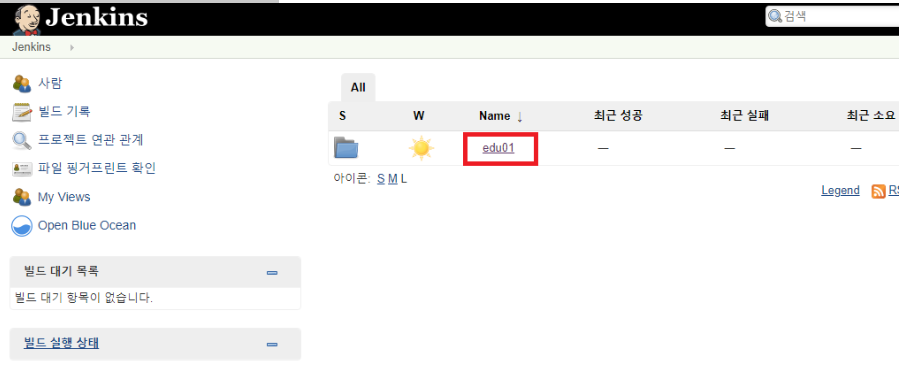 Jenkins
검색
Jenkins
사람
빌드 기록
프로젝트 연관 관계
파일 핑거프린트 확인
My Views
Open Blue Ocean
빌드 대기 목록
빌드 대기 항목이 없습니다.
빌드 실행 상태
All
S W Name ↓ 최근 성공 최근 실패 최근 소요
edu01 — — —
아이콘: S M L
Legend RS